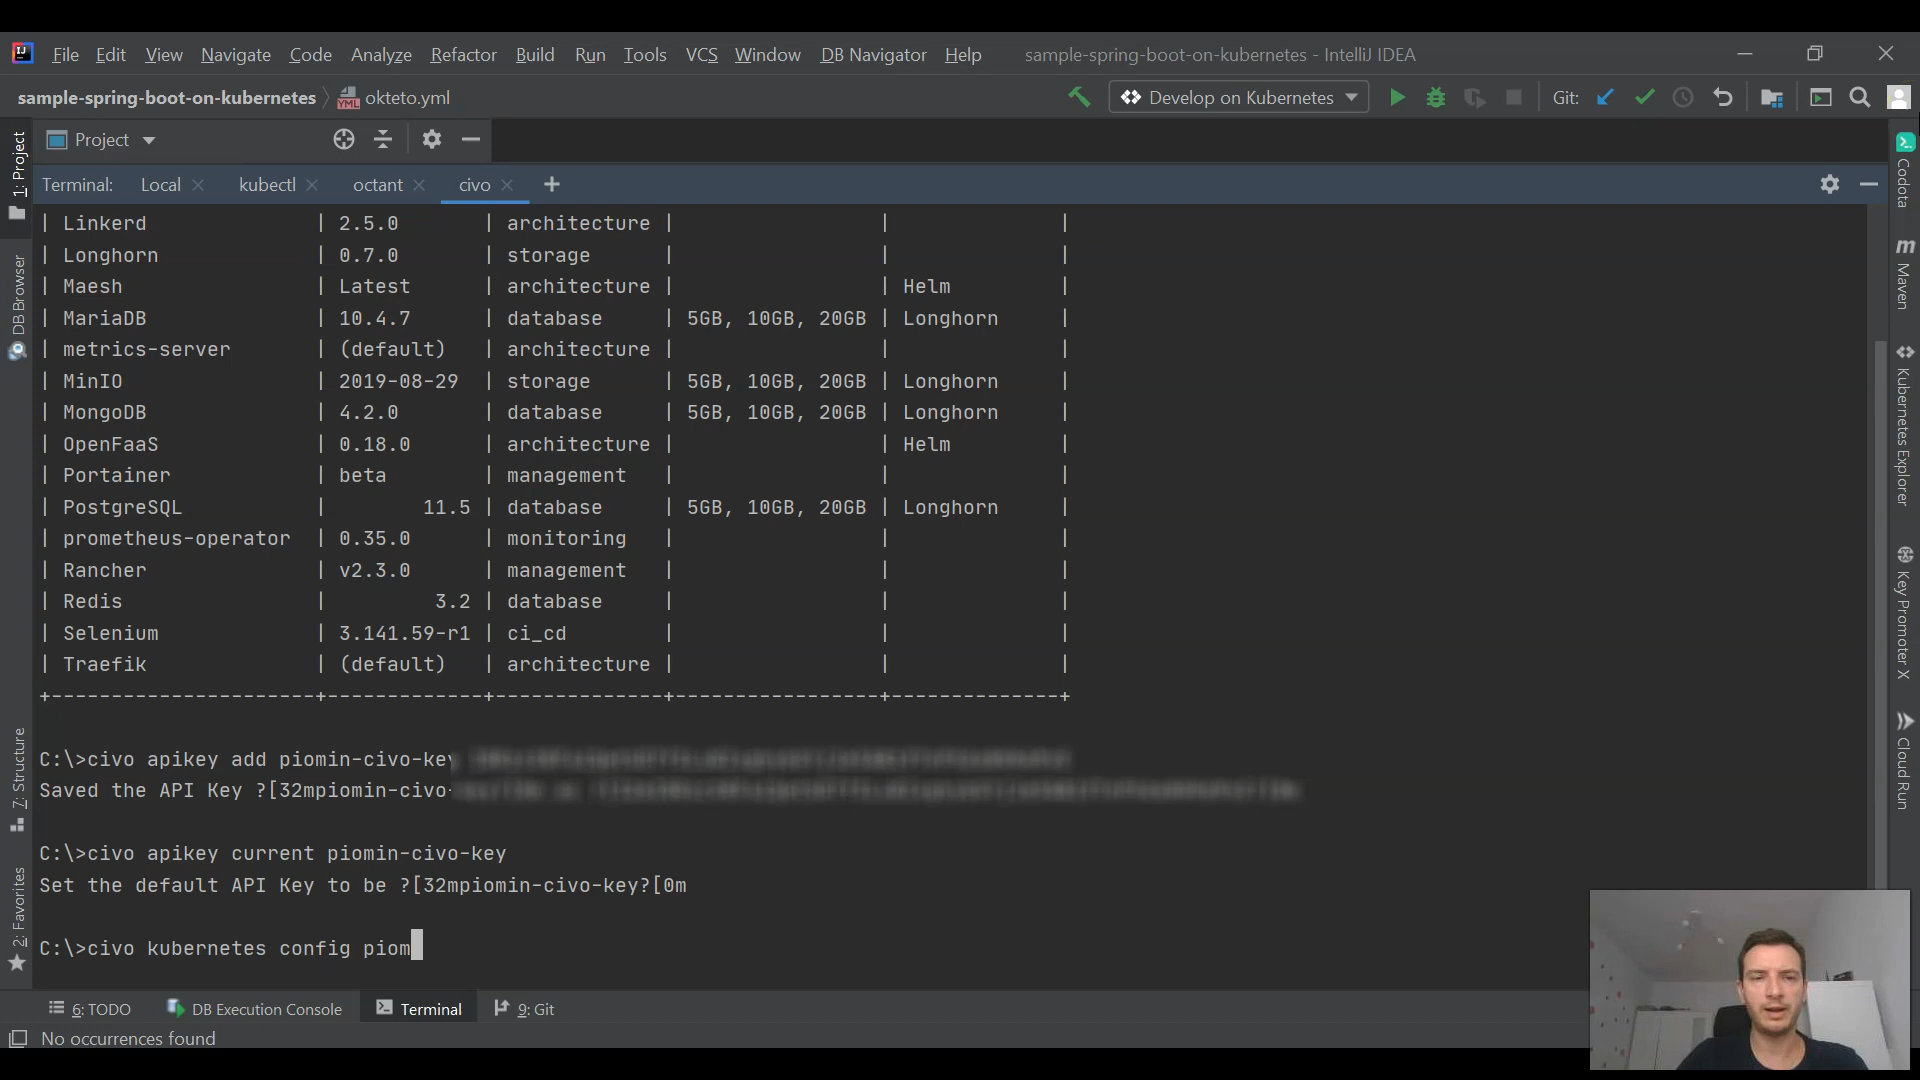 File Edit View Navigate Code Analyze Refactor Build Run Tools VCS Window DB Navigator Help sample-spring-boot-on-kubernetes - IntelliJ IDEA
sample-spring-boot-on-kubernetes okteto.yml Develop on Kubernetes Git:
Project
Terminal: Local kubectl octant civo
| Linkerd | 2.5.0 | architecture | | |
| Longhorn | 0.7.0 | storage | | |
| Maesh | Latest | architecture | | Helm |
| MariaDB | 10.4.7 | database | 5GB, 10GB, 20GB | Longhorn |
| metrics-server | (default) | architecture | | |
| MinIO | 2019-08-29 | storage | 5GB, 10GB, 20GB | Longhorn |
| MongoDB | 4.2.0 | database | 5GB, 10GB, 20GB | Longhorn |
| OpenFaaS | 0.18.0 | architecture | | Helm |
| Portainer | beta | management | | |
| PostgreSQL | 11.5 | database | 5GB, 10GB, 20GB | Longhorn |
| prometheus-operator | 0.35.0 | monitoring | | |
| Rancher | v2.3.0 | management | | |
| Redis | 3.2 | database | | |
| Selenium | 3.141.59-r1 | ci_cd | | |
| Traefik | (default) | architecture | | |
+---------------------+-------------+--------------+-----------------+--------------+
C:\>civo apikey add piomin-civo-key
Saved the API Key ?[32mpiomin-civo-
C:\>civo apikey current piomin-civo-key
Set the default API Key to be ?[32mpiomin-civo-key?[0m
C:\>civo kubernetes config piom
6: TODO DB Execution Console Terminal 9: Git
No occurrences found
1: Project
DB Browser
7: Structure
2: Favorites
Codota
Maven
Kubernetes Explorer
Key Promoter X
Cloud Run